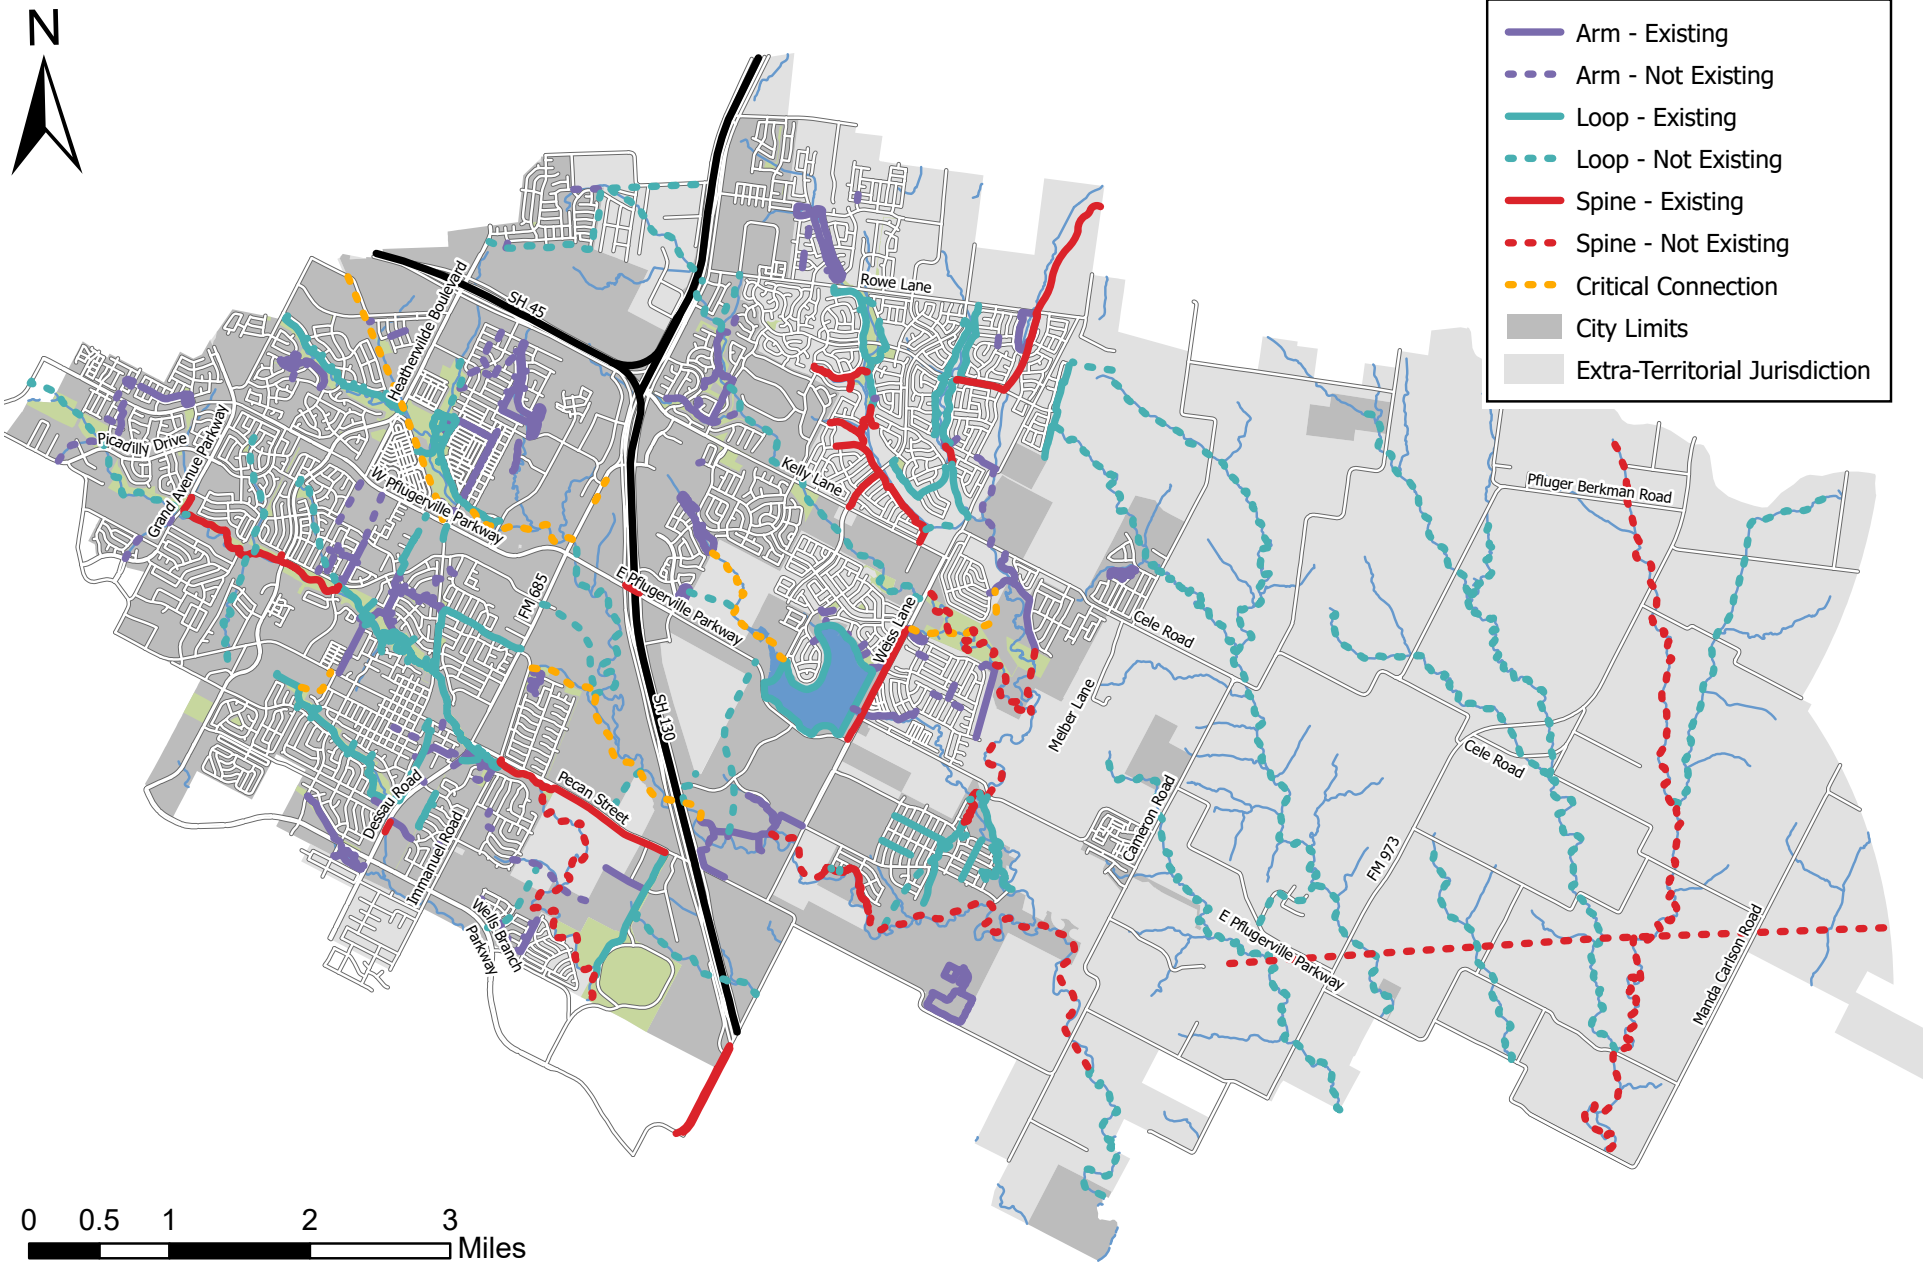 N
Arm - Existing
Arm - Not Existing
Loop - Existing
Loop - Not Existing
Spine - Existing
Spine - Not Existing
Critical Connection
City Limits
Extra-Territorial Jurisdiction
Heatherwilde Boulevard
SH 45
Rowe Lane
Picadilly Drive
Grand Avenue Parkway
W Pflugerville Parkway
Kelly Lane
Pfluger Berkman Road
FM 685
E Pflugerville Parkway
Weiss Lane
Cele Road
SH 130
Melber Lane
Cele Road
Pecan Street
Dessau Road
Immanuel Road
Cameron Road
FM 973
Wells Branch
Parkway
E Pflugerville Parkway
Manda Carlson Road
0 0.5 1 2 3
Miles